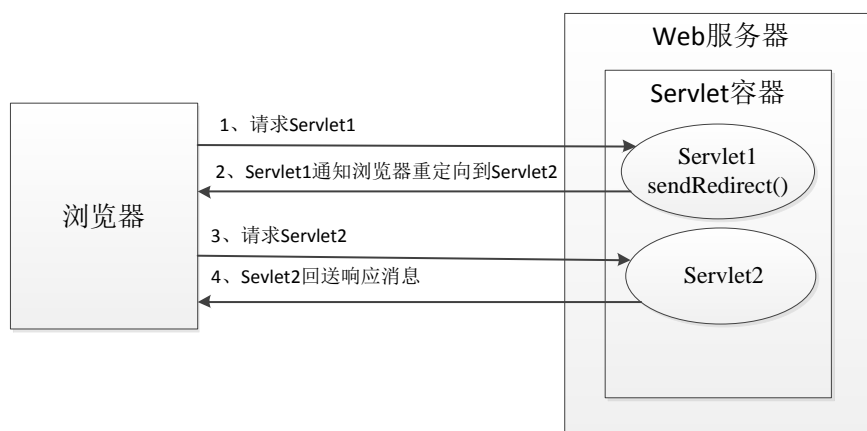 Web服务器
Servlet容器
1、请求Servlet1
Servlet1
sendRedirect()
2、Servlet1通知浏览器重定向到Servlet2
浏览器
3、请求Servlet2
Servlet2
4、Sevlet2回送响应消息